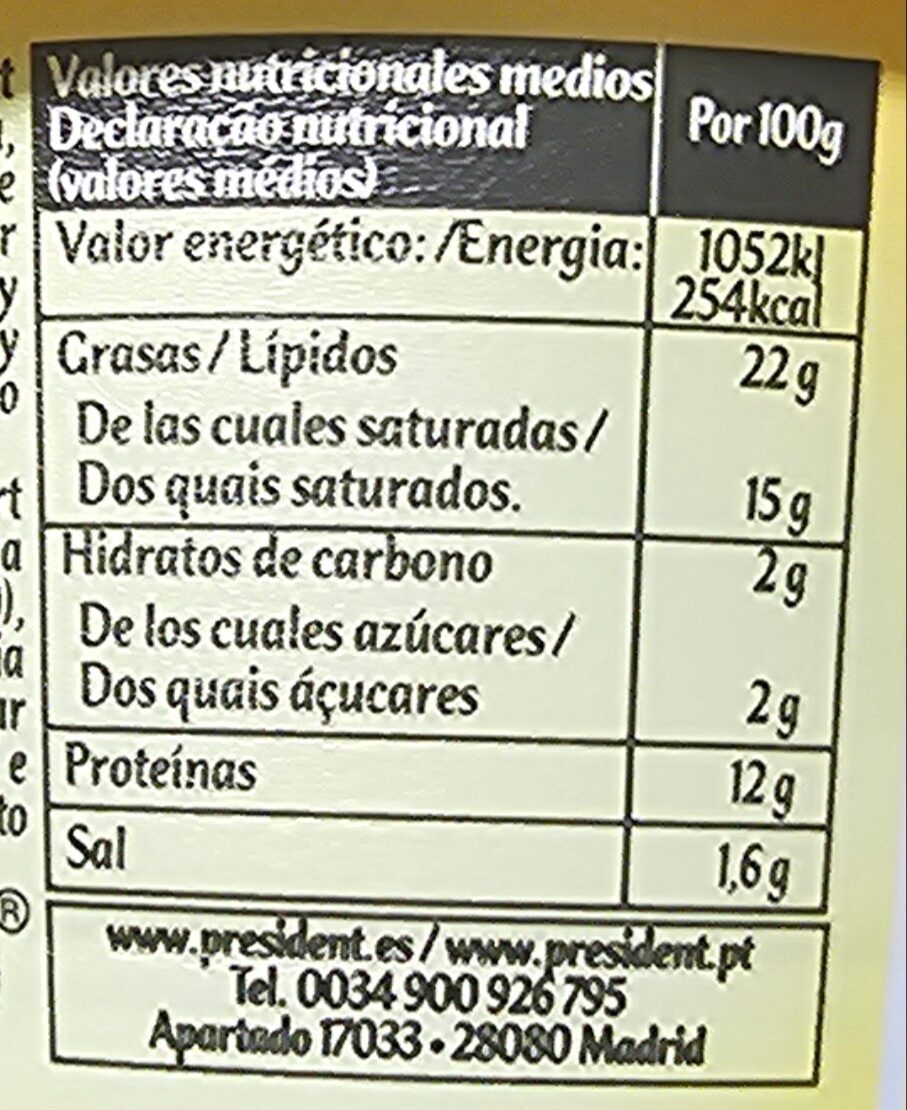 Valores nutricionales medios
Declaração nutricional
(valores médios)
Por 100g
Valor energético: /Energia:
1052kJ
254kcal
Grasas / Lípidos
22 g
De las cuales saturadas /
Dos quais saturados.
15 g
Hidratos de carbono
2 g
De los cuales azúcares /
Dos quais áçucares
2 g
Proteínas
12 g
Sal
1,6 g
www.president.es / www.president.pt
Tel. 0034 900 926 795
Apartado 17033 • 28080 Madrid
®